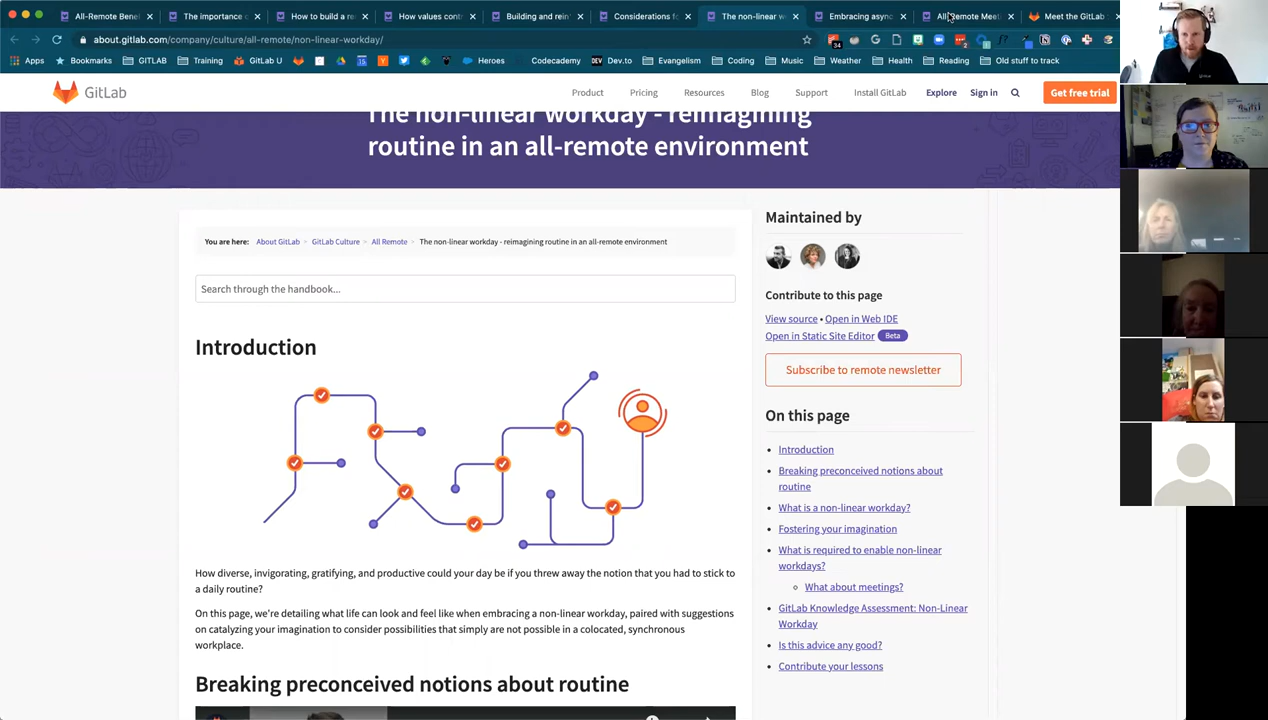 All-Remote Bene
The importance o
How to build a re
How values contr
Building and rein
Considerations fo
The non-linear w
Embracing async
All-Remote Meet
Meet the GitLab
about.gitlab.com/company/culture/all-remote/non-linear-workday/
34
2
Apps
Bookmarks
GITLAB
Training
GitLab U
Heroes
Codecademy
DEV
Dev.to
Evangelism
Coding
Music
Weather
Health
Reading
Old stuff to track
GitLab
Product
Pricing
Resources
Blog
Support
Install GitLab
Explore
Sign in
Get free trial
The non-linear workday - reimagining
routine in an all-remote environment
You are here: About GitLab > GitLab Culture > All Remote > The non-linear workday - reimagining routine in an all-remote environment
Search through the handbook...
Introduction
How diverse, invigorating, gratifying, and productive could your day be if you threw away the notion that you had to stick to
a daily routine?
On this page, we're detailing what life can look and feel like when embracing a non-linear workday, paired with suggestions
on catalyzing your imagination to consider possibilities that simply are not possible in a colocated, synchronous
workplace.
Breaking preconceived notions about routine
Maintained by
Contribute to this page
View source • Open in Web IDE
Open in Static Site Editor Beta
Subscribe to remote newsletter
On this page
Introduction
Breaking preconceived notions about
routine
What is a non-linear workday?
Fostering your imagination
What is required to enable non-linear
workdays?
What about meetings?
GitLab Knowledge Assessment: Non-Linear
Workday
Is this advice any good?
Contribute your lessons